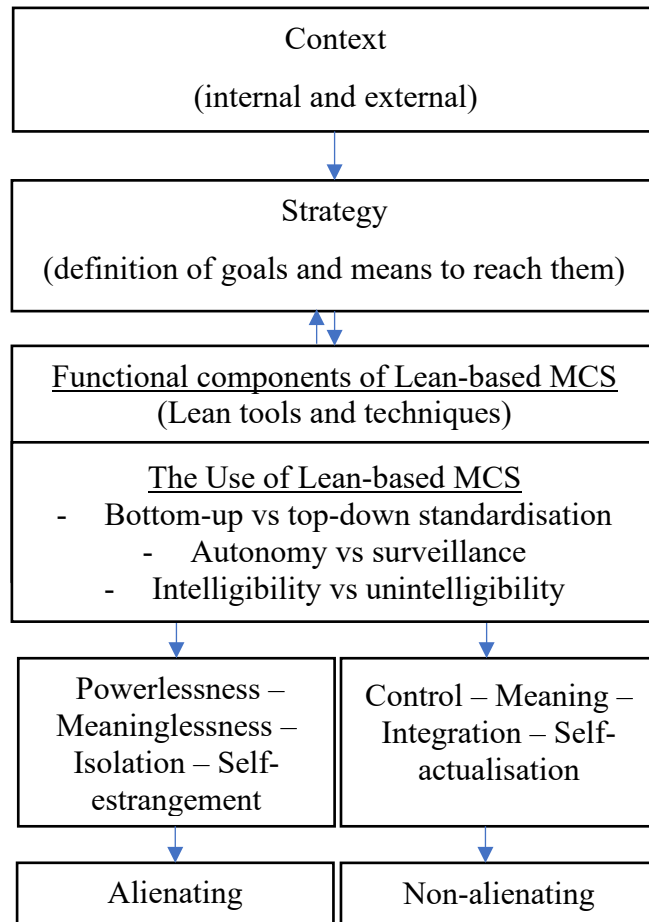 Context
(internal and external)
Strategy
(definition of goals and means to reach them)
Functional components of Lean-based MCS
(Lean tools and techniques)
The Use of Lean-based MCS
- Bottom-up vs top-down standardisation
- Autonomy vs surveillance
- Intelligibility vs unintelligibility
Powerlessness –
Meaninglessness –
Isolation – Self-
estrangement
Control – Meaning –
Integration – Self-
actualisation
Alienating
Non-alienating